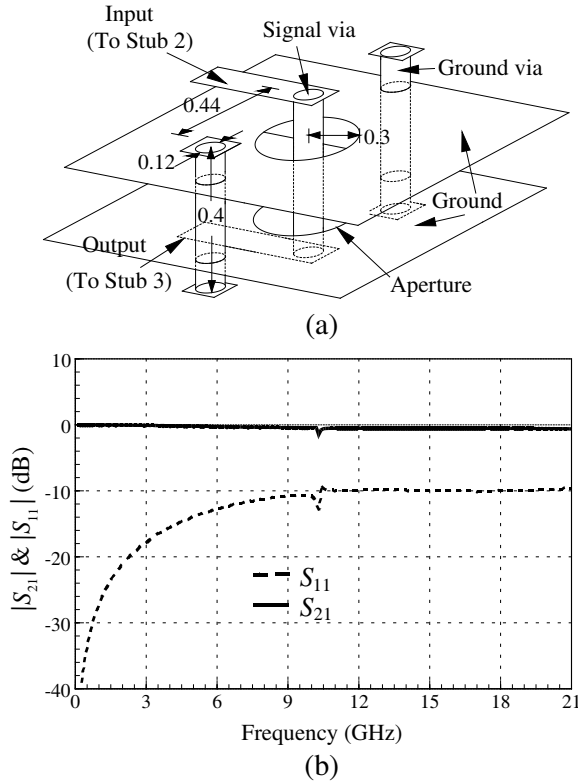 Input
(To Stub 2)
Signal via
Ground via
0.44
0.3
0.12
0.4
Ground
Output
(To Stub 3)
Aperture
(a)
10
0
-10
-20
-30
-40
|S21| & |S11| (dB)
S11
S21
0 3 6 9 12 15 18 21
Frequency (GHz)
(b)